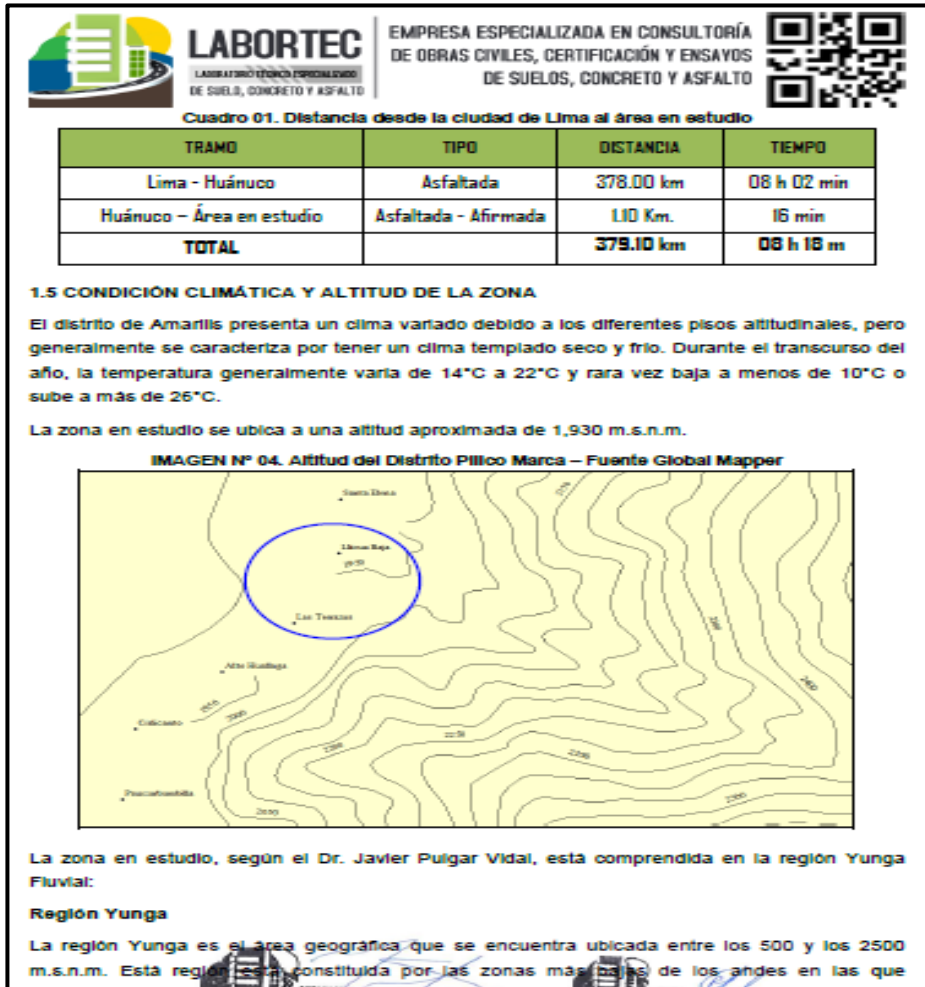 LABORTEC
LABORATORIO TÉCNICO ESPECIALIZADO
DE SUELO, CONCRETO Y ASFALTO
EMPRESA ESPECIALIZADA EN CONSULTORÍA
DE OBRAS CIVILES, CERTIFICACIÓN Y ENSAYOS
DE SUELOS, CONCRETO Y ASFALTO
Cuadro 01. Distancia desde la ciudad de Lima al área en estudio
TRAMO TIPO DISTANCIA TIEMPO
Lima - Huánuco Asfaltada 378.00 km 08 h 02 min
Huánuco – Área en estudio Asfaltada - Afirmada 1.10 Km. 16 min
TOTAL 379.10 km 08 h 18 m
1.5 CONDICIÓN CLIMÁTICA Y ALTITUD DE LA ZONA
El distrito de Amarilis presenta un clima variado debido a los diferentes pisos altitudinales, pero
generalmente se caracteriza por tener un clima templado seco y frío. Durante el transcurso del
año, la temperatura generalmente varía de 14°C a 22°C y rara vez baja a menos de 10°C o
sube a más de 26°C.
La zona en estudio se ubica a una altitud aproximada de 1,930 m.s.n.m.
IMAGEN Nº 04. Altitud del Distrito Pillco Marca – Fuente Global Mapper
Santa Elena
Llicua Baja
Las Terrazas
Colicanto
2000
2250
La zona en estudio, según el Dr. Javier Pulgar Vidal, está comprendida en la región Yunga
Fluvial:
Región Yunga
La región Yunga es el área geográfica que se encuentra ubicada entre los 500 y los 2500
m.s.n.m. Está región está constituida por las zonas más bajas de los andes en las que